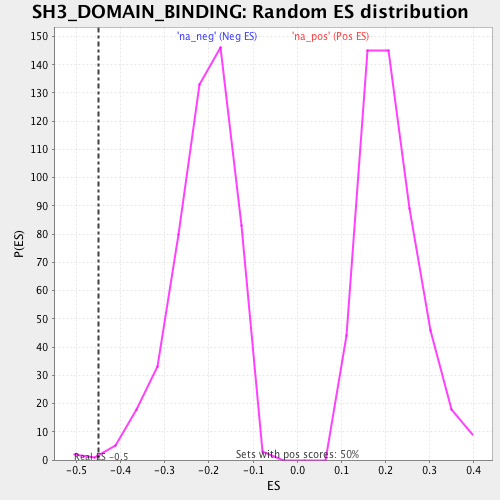 SH3_DOMAIN_BINDING: Random ES distribution
'na_neg' (Neg ES) 'na_pos' (Pos ES)
150
140
130
120
110
100
90
80
70
60
50
40
30
20
10
0
P(ES)
Real ES -0.5
Sets with pos scores: 50%
-0.5 -0.4 -0.3 -0.2 -0.1 0.0 0.1 0.2 0.3 0.4
ES